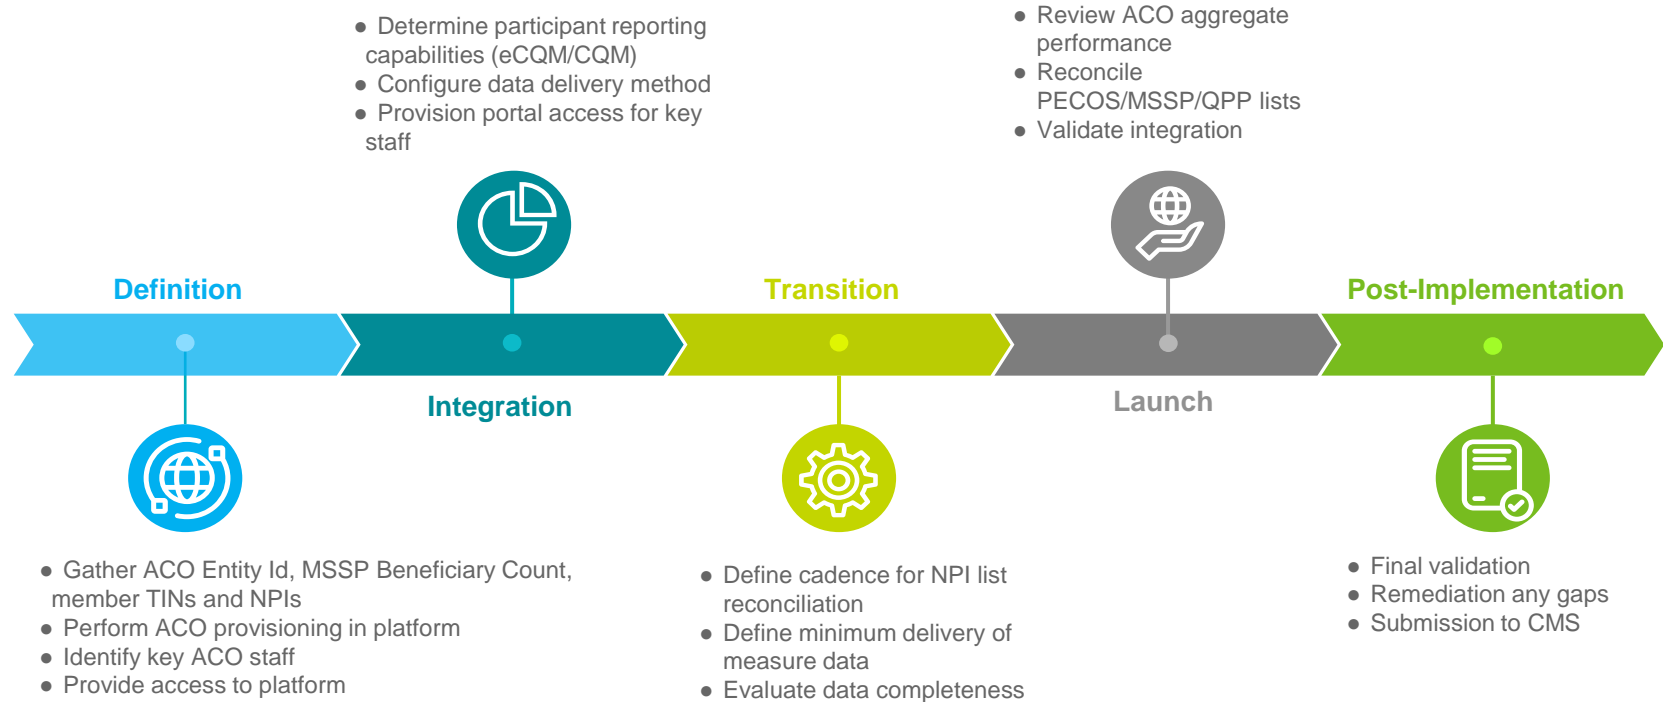 ● Determine participant reporting
capabilities (eCQM/CQM)
● Configure data delivery method
● Provision portal access for key
staff
● Review ACO aggregate
performance
● Reconcile
PECOS/MSSP/QPP lists
● Validate integration
Definition
Transition
Post-Implementation
Integration
Launch
● Gather ACO Entity Id, MSSP Beneficiary Count,
member TINs and NPIs
● Perform ACO provisioning in platform
● Identify key ACO staff
● Provide access to platform
● Define cadence for NPI list
reconciliation
● Define minimum delivery of
measure data
● Evaluate data completeness
● Final validation
● Remediation any gaps
● Submission to CMS